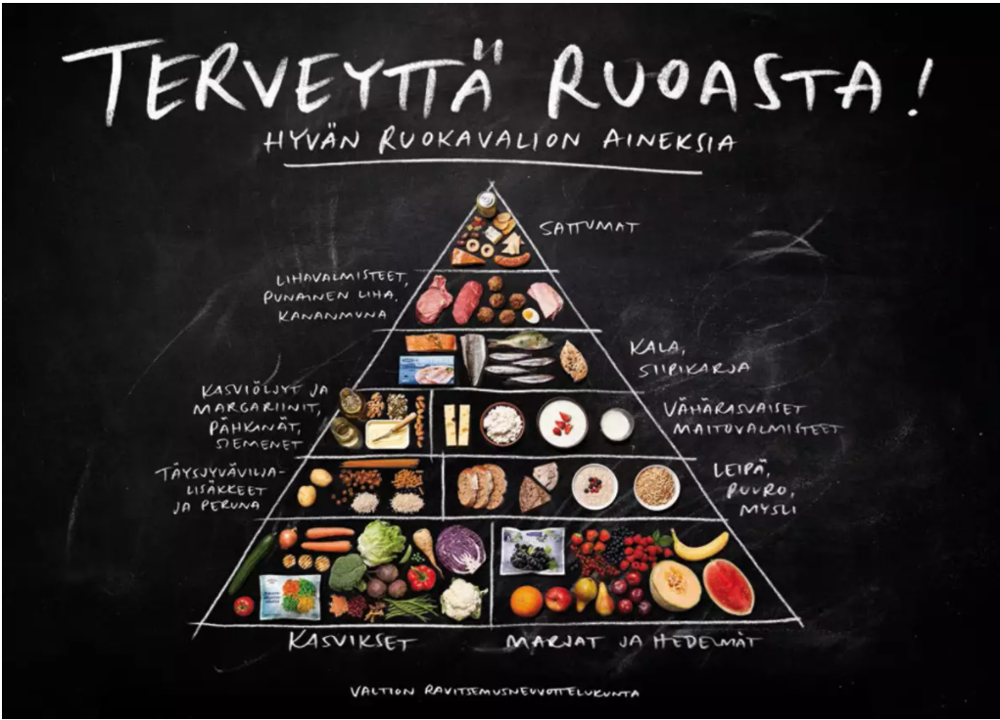 TERVEYTTÄ RUOASTA!
HYVÄN RUOKAVALION AINEKSIA
SATTUMAT
LIHAVALMISTEET,
PUNAINEN LIHA,
KANANMUNA
KALA,
SIIPIKARJA
KASVIÖLJYT JA
MARGARIINIT,
PÄHKINÄT,
SIEMENET
VÄHÄRASVAISET
MAITOVALMISTEET
TÄYSJYVÄVILJA-
LISÄKKEET
JA PERUNA
LEIPÄ,
PUURO,
MYSLI
KASVIKSET
MARJAT JA HEDELMÄT
VALTION RAVITSEMUSNEUVOTTELUKUNTA